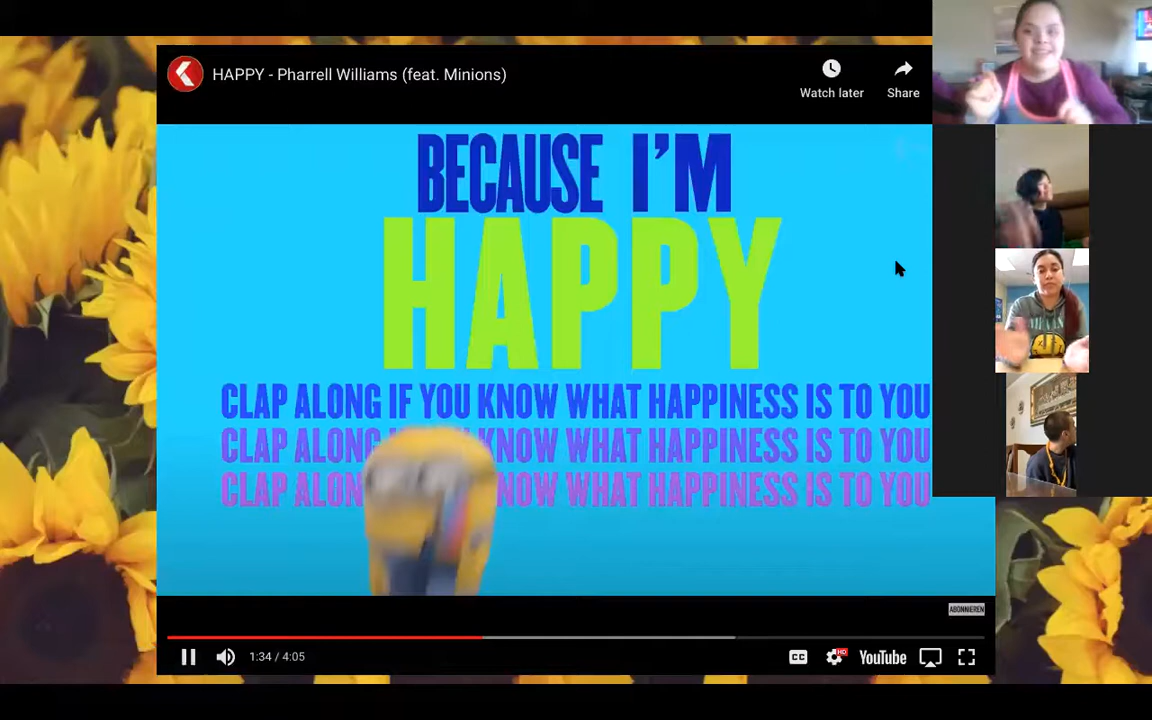 HAPPY - Pharrell Williams (feat. Minions)
Watch later
Share
BECAUSE I'M
HAPPY
CLAP ALONG IF YOU KNOW WHAT HAPPINESS IS TO YOU
CLAP ALONG KNOW WHAT HAPPINESS IS TO YOU
CLAP WHAT HAPPINESS IS TO YOU
ABONNIEREN
1:34 / 4:05
CC
HD
YouTube